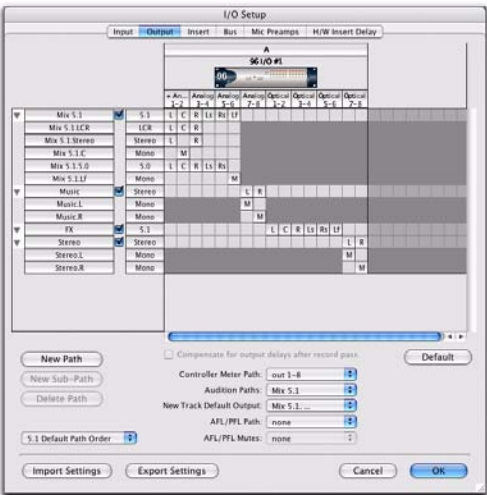 I/O Setup
Input Output Insert Bus Mic Preamps H/W Insert Delay
A
96 I/O #1
An... Analog Analog Analog Optical Optical Optical Optical
1-2 3-4 5-6 7-8 1-2 3-4 5-6 7-8
Mix 5.1 5.1 L C R Ls Rs Lf
Mix 5.1.LCR LCR L C R
Mix 5.1.Stereo Stereo L R
Mix 5.1.C Mono M
Mix 5.1.5.0 5.0 L C R Ls Rs
Mix 5.1.Lf Mono M
Music Stereo L R
Music.L Mono M
Music.R Mono M
FX 5.1 L C R Ls Rs Lf
Stereo Stereo L R
Stereo.L Mono M
Stereo.R Mono M
Compensate for output delays after record pass.
New Path Default
New Sub-Path Controller Meter Path: out 1-8
Delete Path Audition Paths: Mix 5.1
New Track Default Output: Mix 5.1. ...
AFL/PFL Path: none
5.1 Default Path Order AFL/PFL Mutes: none
Import Settings Export Settings Cancel OK